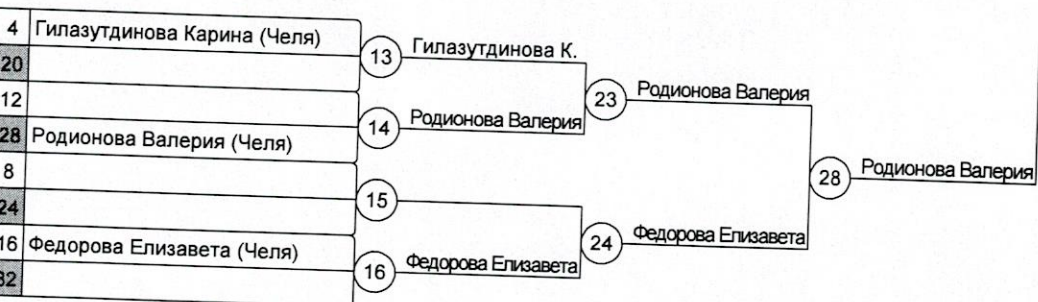 4 Гилазутдинова Карина (Челя)
20
12
28 Родионова Валерия (Челя)
8
24
16 Федорова Елизавета (Челя)
32
13 Гилазутдинова К.
14 Родионова Валерия
15
16 Федорова Елизавета
23 Родионова Валерия
24 Федорова Елизавета
28 Родионова Валерия